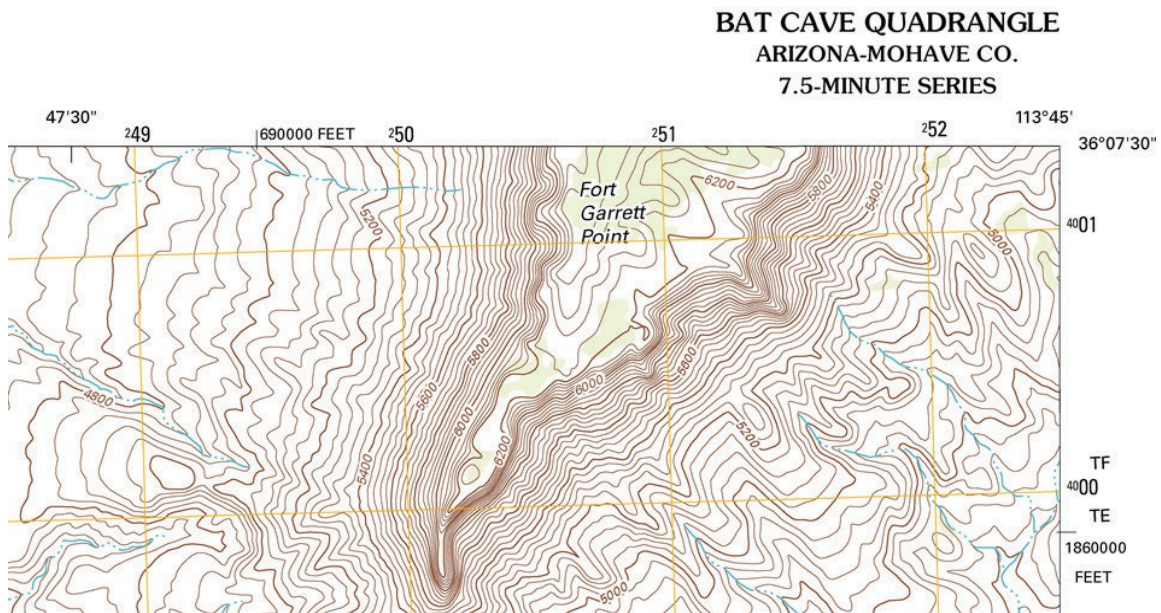 BAT CAVE QUADRANGLE
ARIZONA-MOHAVE CO.
7.5-MINUTE SERIES
47'30"
²49
690000 FEET
²50
²51
²52
113°45'
36°07'30"
6200
Fort
Garrett
Point
5800
5400
5200
⁴⁰01
5000
5800
5600
5600
6000
4800
6000
6200
5200
5400
TF
⁴⁰00
TE
1860000
FEET
5000